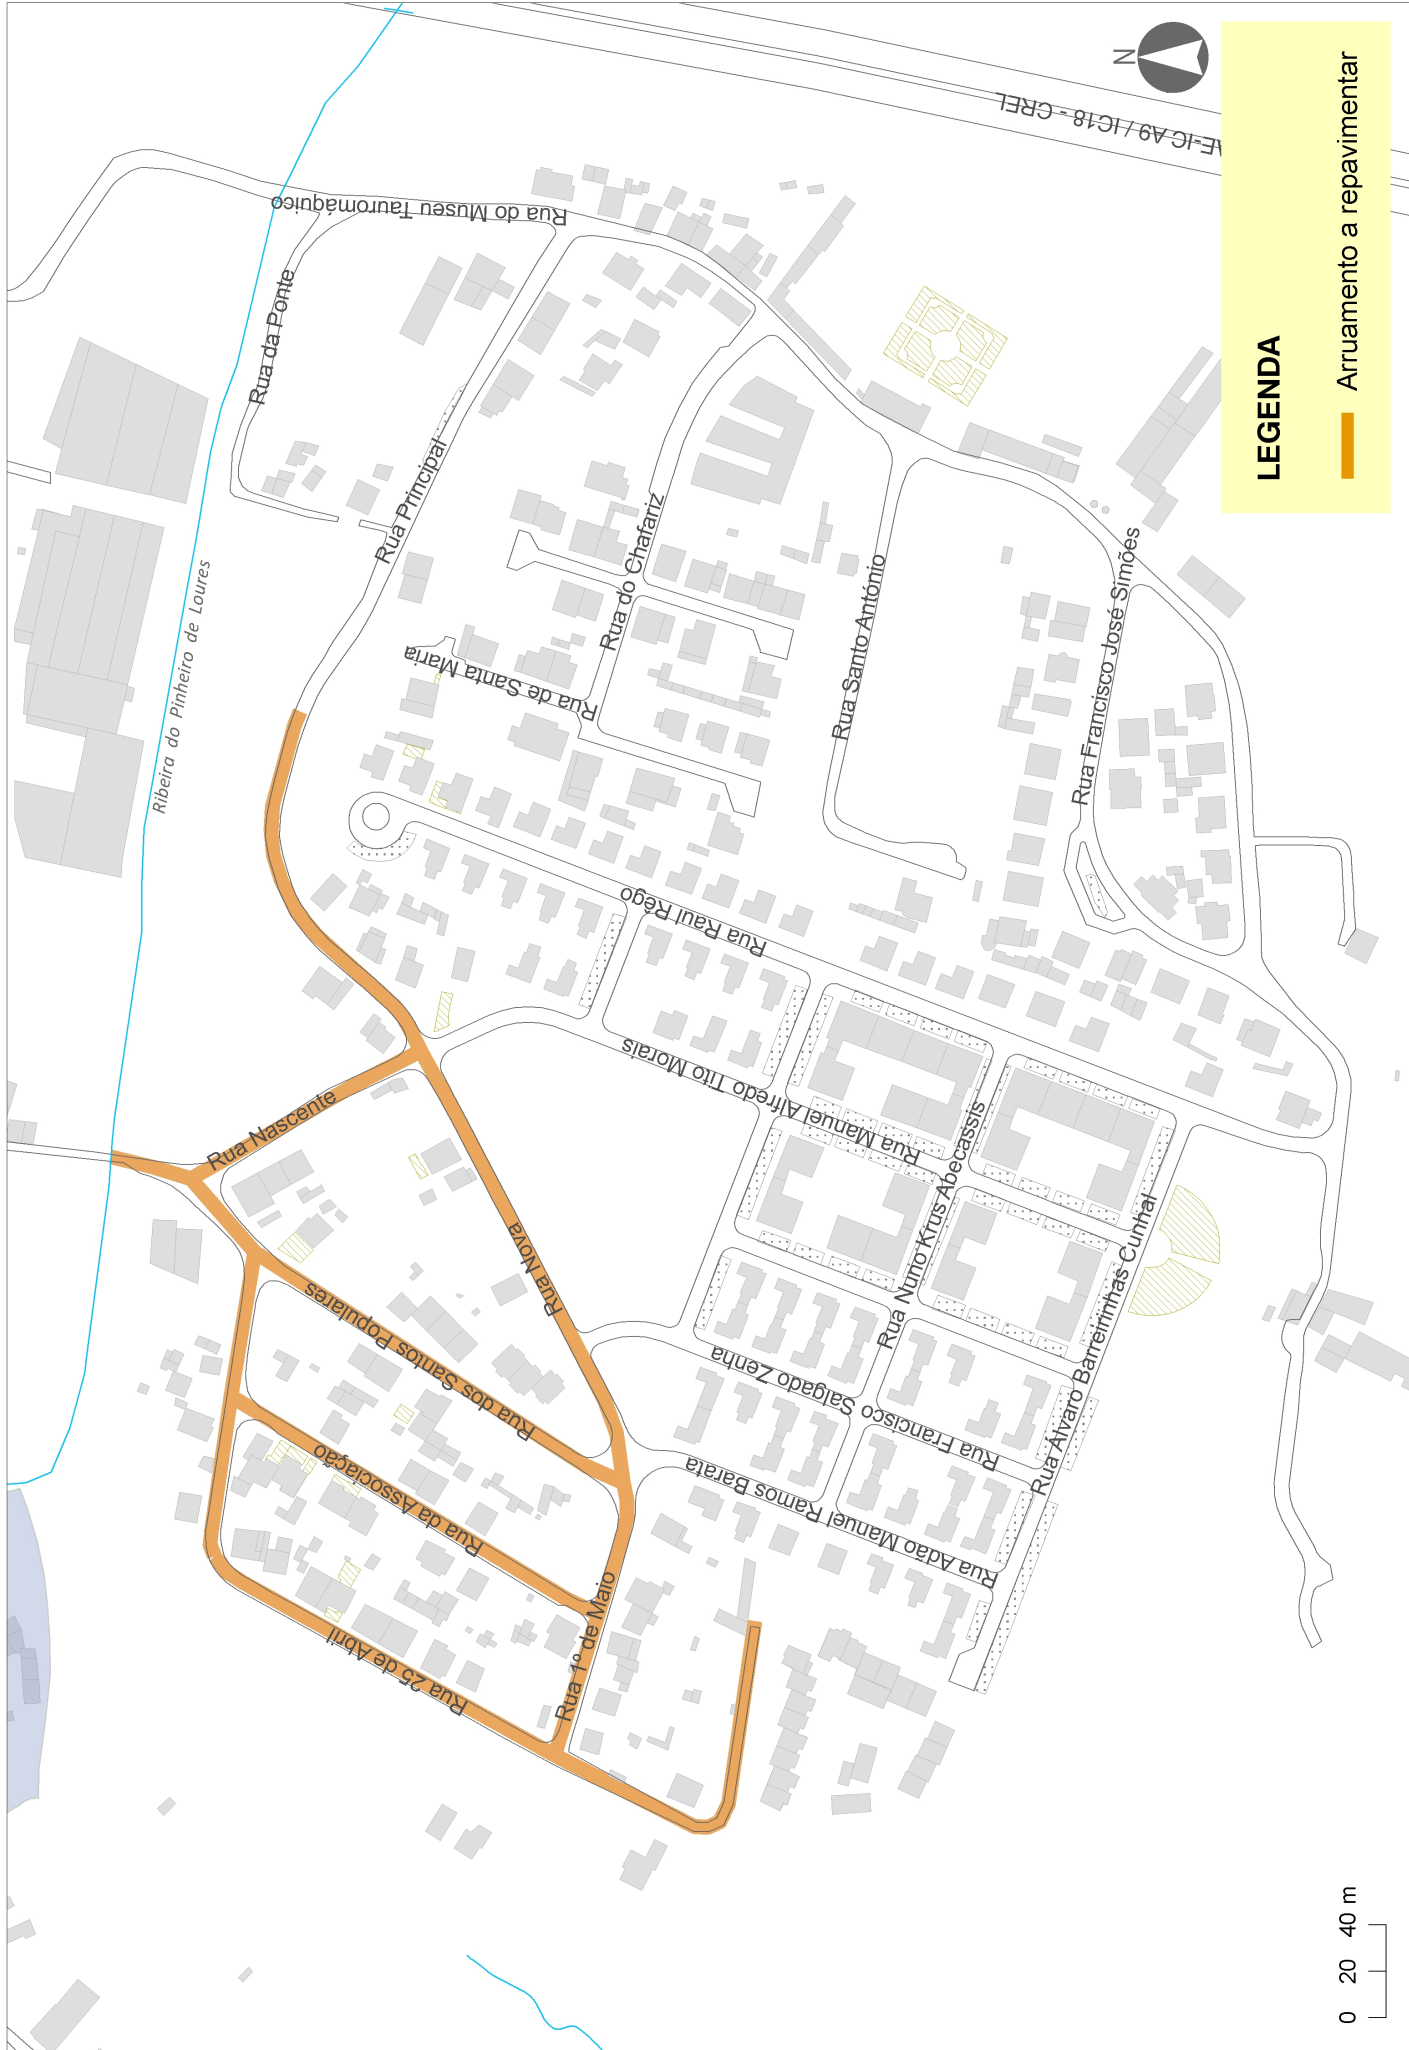 N
AE-IC A9 / IC18 - CREL
LEGENDA
Arruamento a repavimentar
Rua do Museu Tauromáquico
Rua da Ponte
Rua Principal
Ribeira do Pinheiro de Loures
Rua do Chafariz
Rua de Santa Maria
Rua Santo António
Rua Francisco José Simões
Rua Raul Rêgo
Rua Manuel Alfredo Tito Morais
Rua Nascente
Rua Nova
Rua Nuno Krus Abecassis
Rua Álvaro Barreirinhas Cunhal
Rua dos Santos Populares
Rua Francisco Salgado Zenha
Rua da Associação
Rua Adão Manuel Ramos Barata
Rua 1º de Maio
Rua 25 de Abril
0 20 40 m